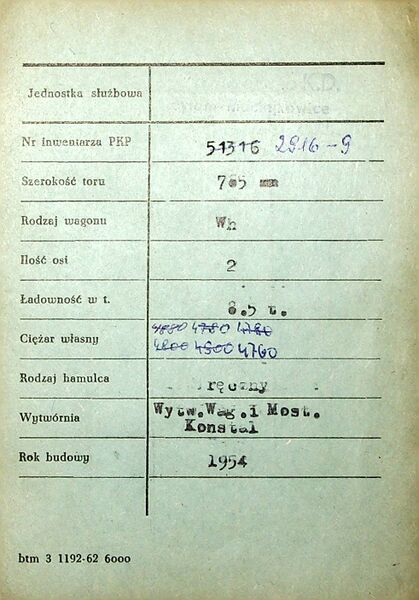 Jednostka służbowa K.D.
Nr inwentarza PKP 51316 2916-9
Szerokość toru 785 mm
Rodzaj wagonu Wh
Ilość osi 2
Ładowność w t. 8.5 t.
4880 4780 4780
Ciężar własny
4800 4500 4760
Rodzaj hamulca ręczny
Wytw.Wag.i Most.
Wytwórnia
Konstal
Rok budowy 1954
btm 3 1192-62 6000